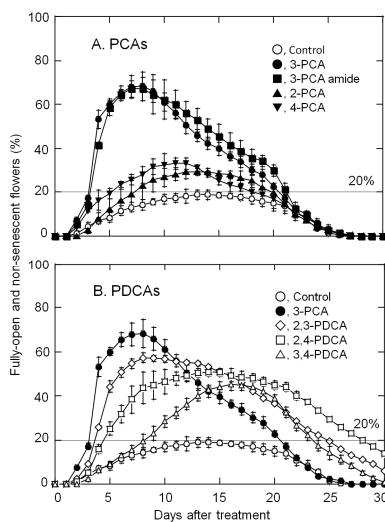 A. PCAs
○, Control
●, 3-PCA
■, 3-PCA amide
▲, 2-PCA
▼, 4-PCA
20%
100
80
60
40
20
0
B. PDCAs
○, Control
●, 3-PCA
◇, 2,3-PDCA
□, 2,4-PDCA
△, 3,4-PDCA
20%
100
80
60
40
20
0
0 5 10 15 20 25 30
Days after treatment
Fully-open and non-senescent flowers (%)